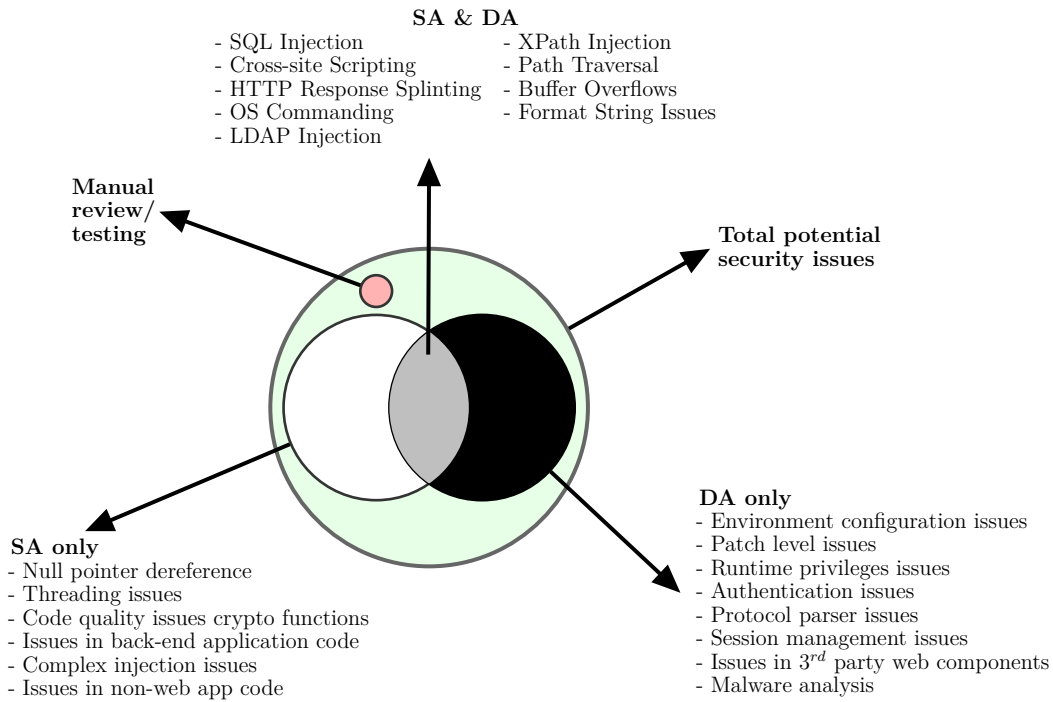 SA & DA
- SQL Injection
- Cross-site Scripting
- HTTP Response Splinting
- OS Commanding
- LDAP Injection
- XPath Injection
- Path Traversal
- Buffer Overflows
- Format String Issues
Manual
review/
testing
Total potential
security issues
SA only
- Null pointer dereference
- Threading issues
- Code quality issues crypto functions
- Issues in back-end application code
- Complex injection issues
- Issues in non-web app code
DA only
- Environment configuration issues
- Patch level issues
- Runtime privileges issues
- Authentication issues
- Protocol parser issues
- Session management issues
- Issues in 3rd party web components
- Malware analysis